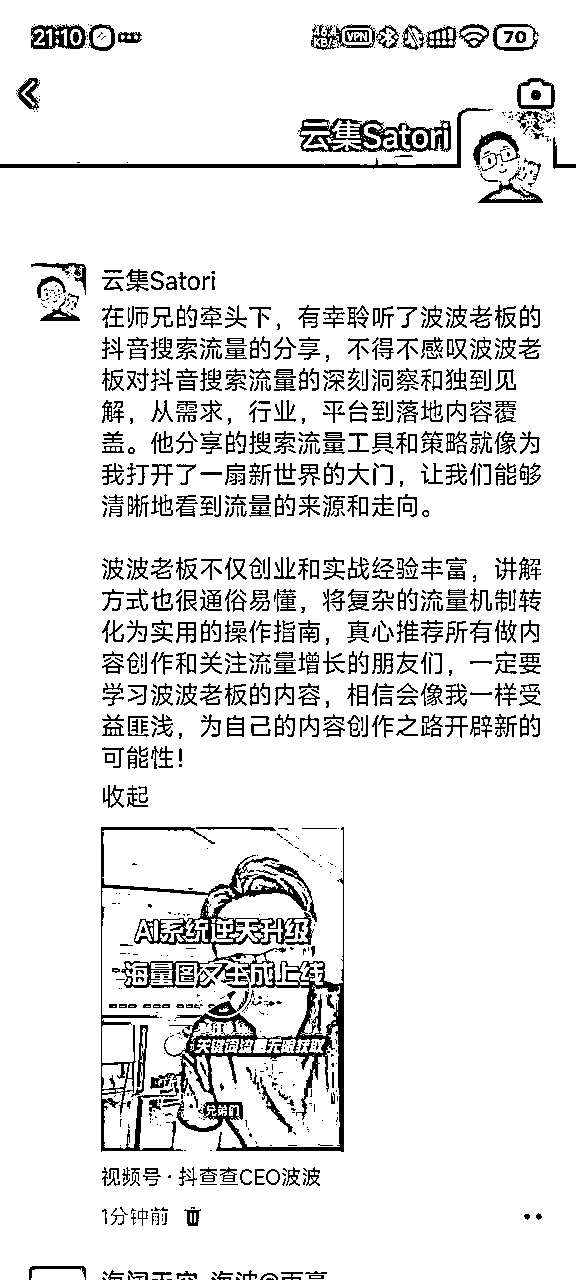 21:10
VPN
70
云集Satori
云集Satori
在师兄的牵头下，有幸聆听了波波老板的
抖音搜索流量的分享，不得不感叹波波老
板对抖音搜索流量的深刻洞察和独到见
解，从需求，行业，平台到落地内容覆
盖。他分享的搜索流量工具和策略就像为
我打开了一扇新世界的大门，让我们能够
清晰地看到流量的来源和走向。
波波老板不仅创业和实战经验丰富，讲解
方式也很通俗易懂，将复杂的流量机制转
化为实用的操作指南，真心推荐所有做内
容创作和关注流量增长的朋友们，一定要
学习波波老板的内容，相信会像我一样受
益匪浅，为自己的内容创作之路开辟新的
可能性！
收起
AI系统逆天升级
海量图文生成上线
关键词流量无限获取
兄弟们
视频号·抖查查CEO波波
1分钟前